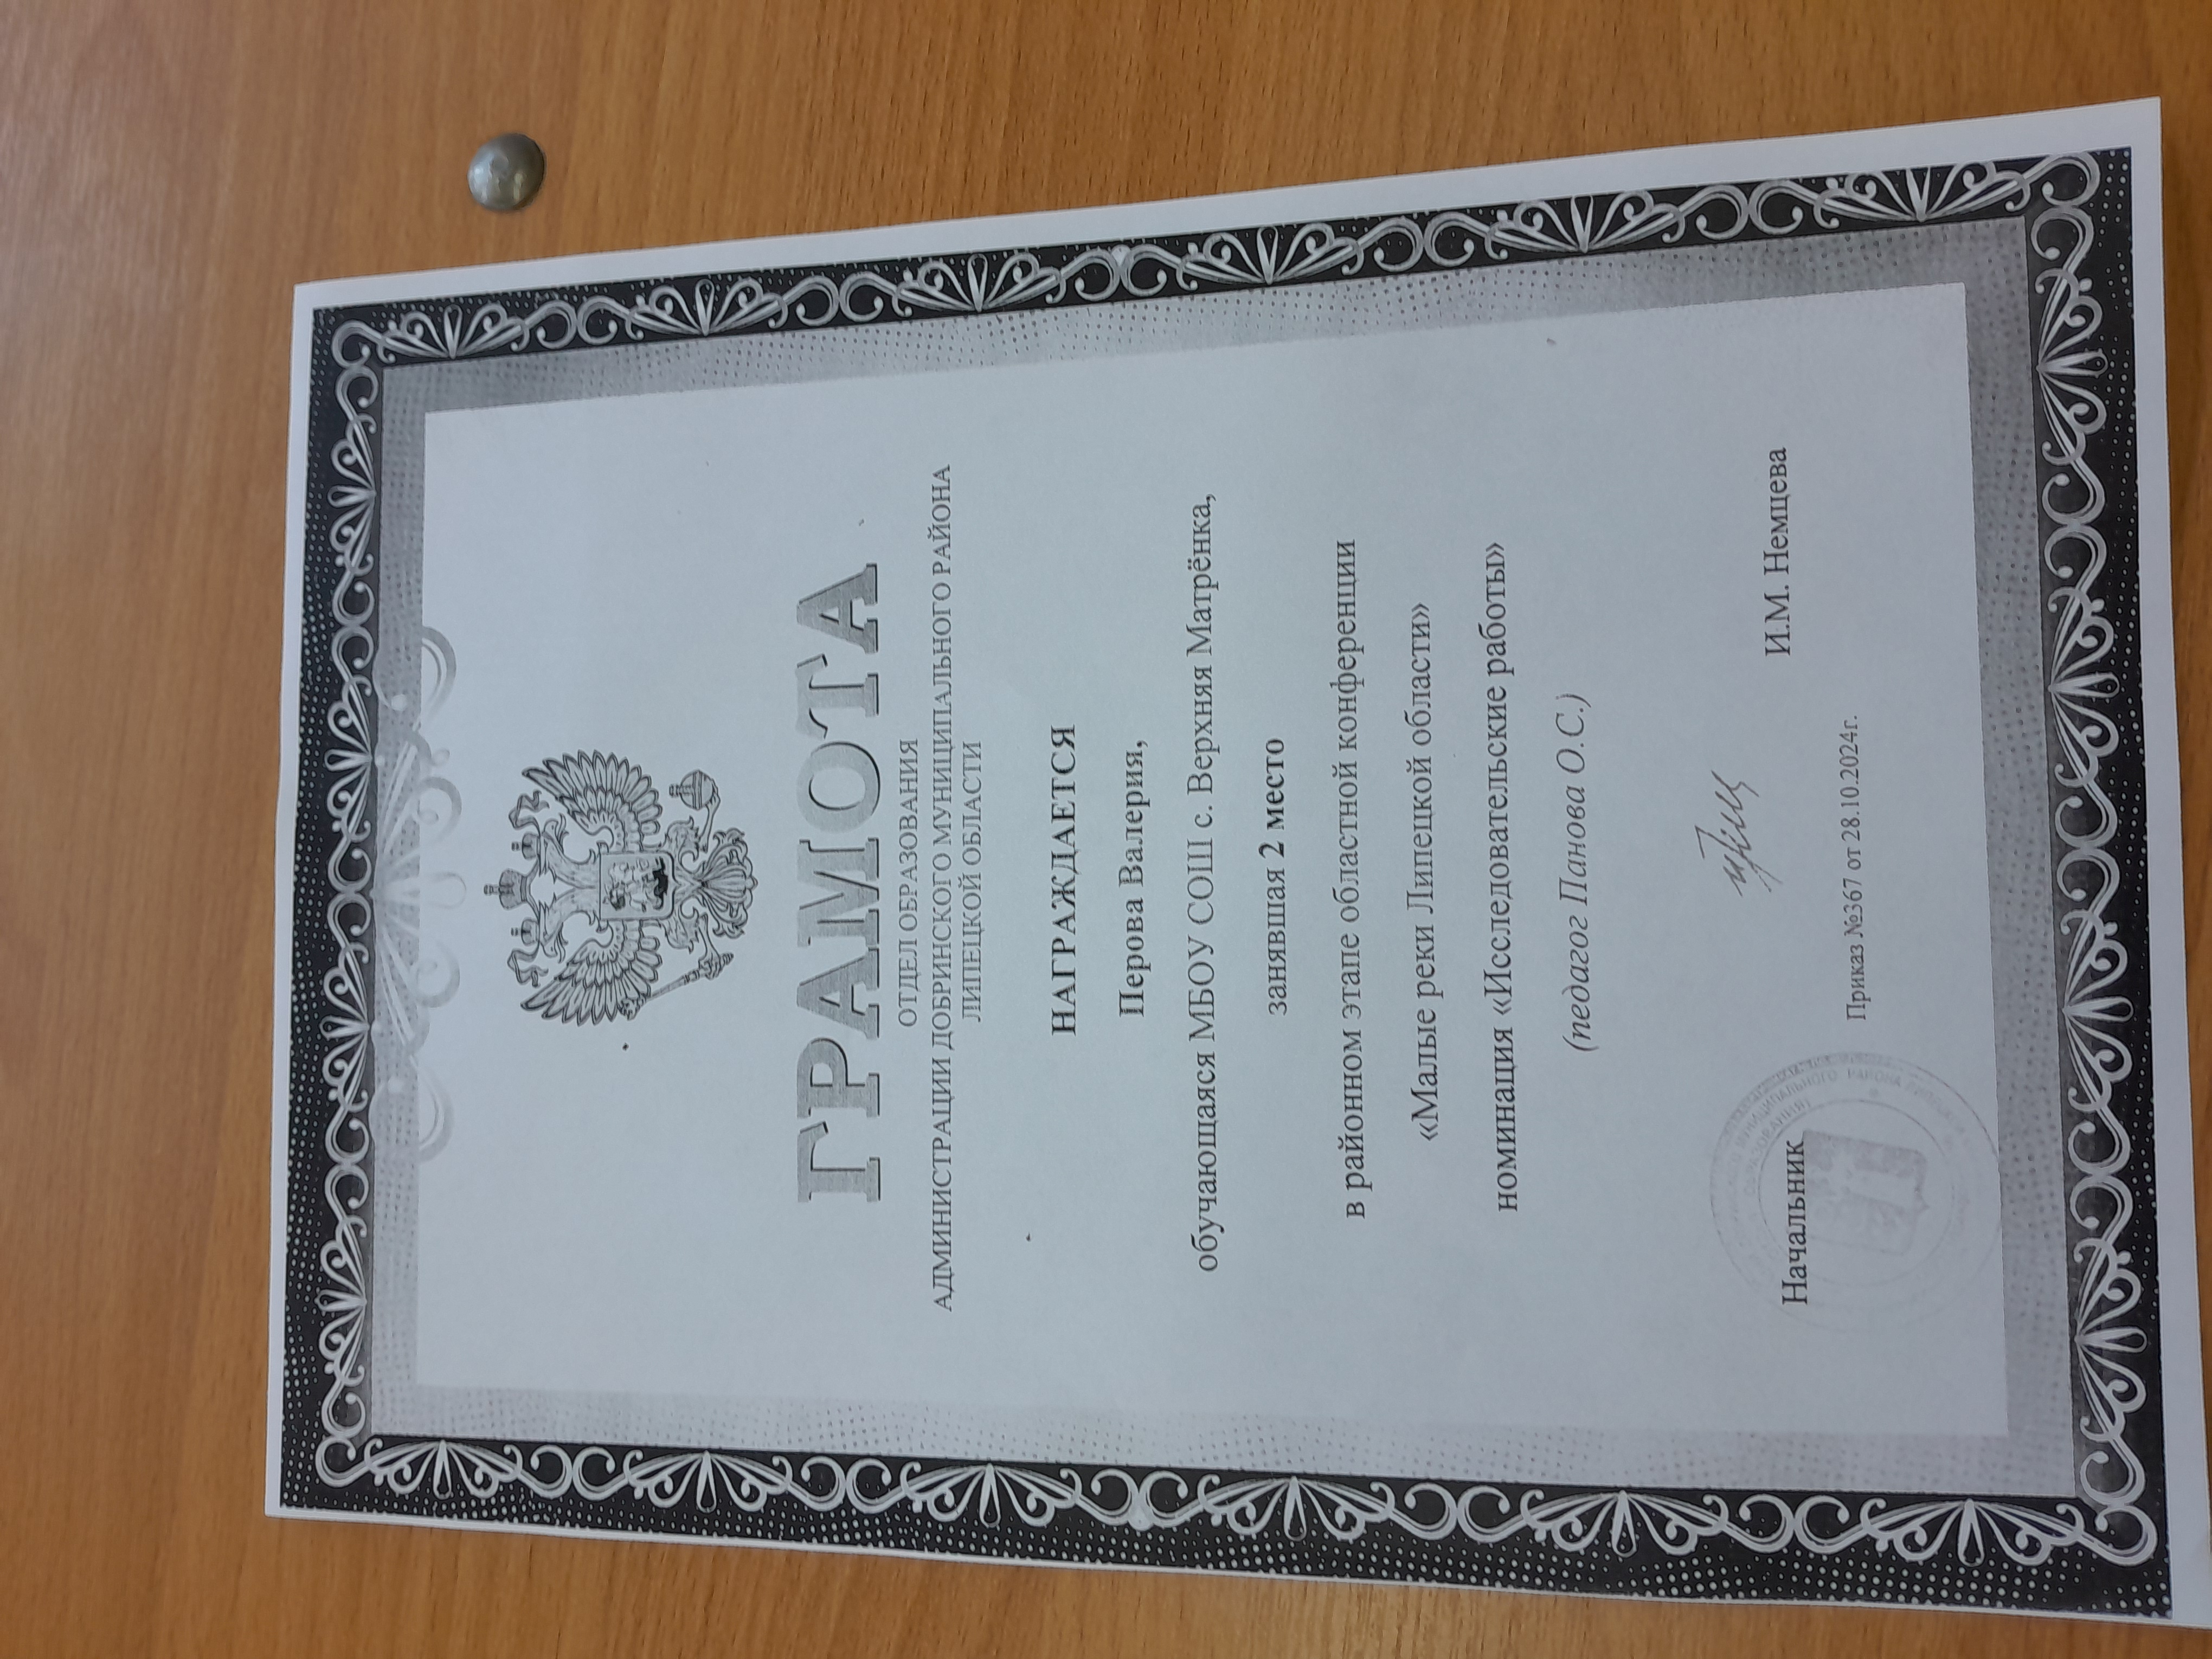 ГРАМОТА
ОТДЕЛ ОБРАЗОВАНИЯ
АДМИНИСТРАЦИИ ДОБРИНСКОГО МУНИЦИПАЛЬНОГО РАЙОНА
ЛИПЕЦКОЙ ОБЛАСТИ
НАГРАЖДАЕТСЯ
Перова Валерия,
обучающаяся МБОУ СОШ с. Верхняя Матрёнка,
занявшая 2 место
в районном этапе областной конференции
«Малые реки Липецкой области»
номинация «Исследовательские работы»
(педагог Панова О.С.)
Начальник И.М. Немцева
Приказ №367 от 28.10.2024г.
МУНИЦИПАЛЬНОГО РАЙОНА